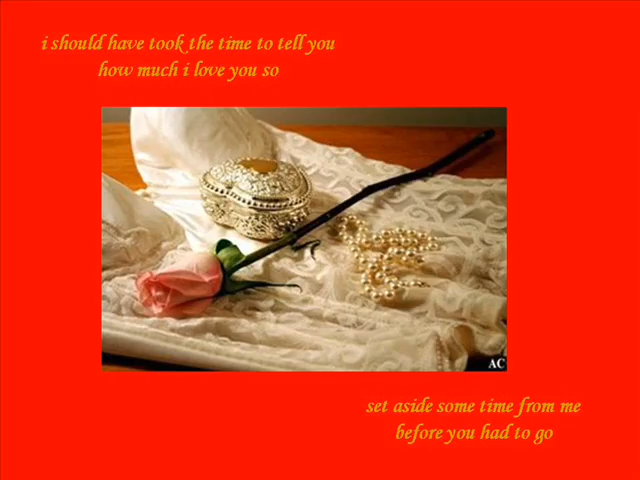 i should have took the time to tell you
how much i love you so
AC
set aside some time from me
before you had to go